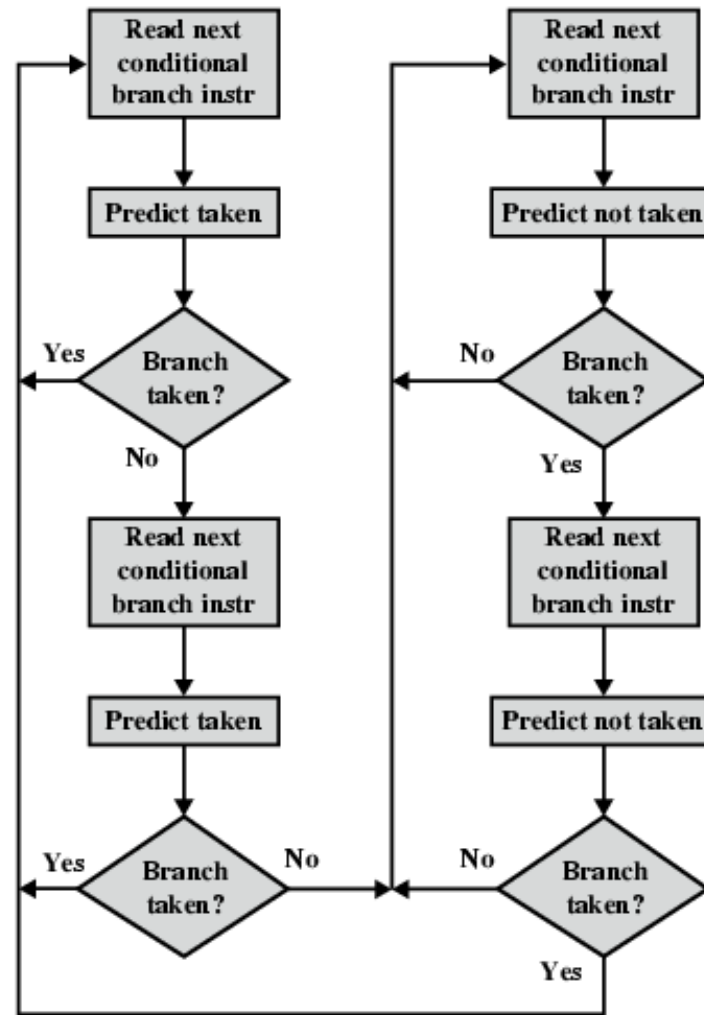 Read next
conditional
branch instr
Predict taken
Yes
Branch
taken?
No
Read next
conditional
branch instr
Predict taken
Yes
Branch
taken?
No
Read next
conditional
branch instr
Predict not taken
No
Branch
taken?
Yes
Read next
conditional
branch instr
Predict not taken
No
Branch
taken?
Yes